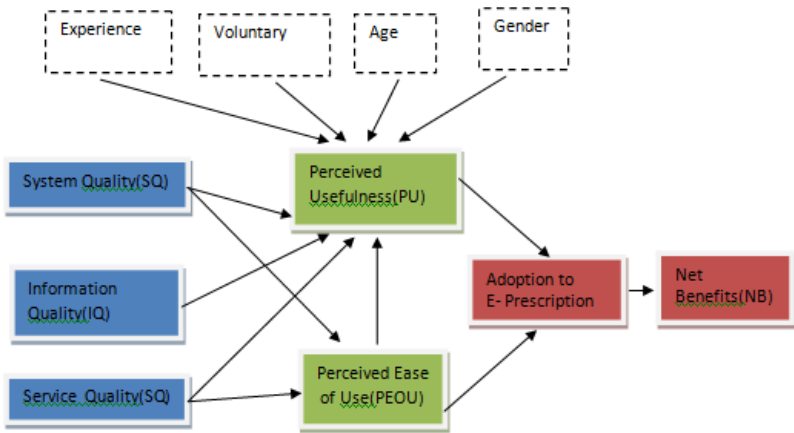 Experience
Voluntary
Age
Gender
System Quality(SQ)
Perceived
Usefulness(PU)
Information
Quality(IQ)
Adoption to
E- Prescription
Net
Benefits(NB)
Service Quality(SQ)
Perceived Ease
of Use(PEOU)